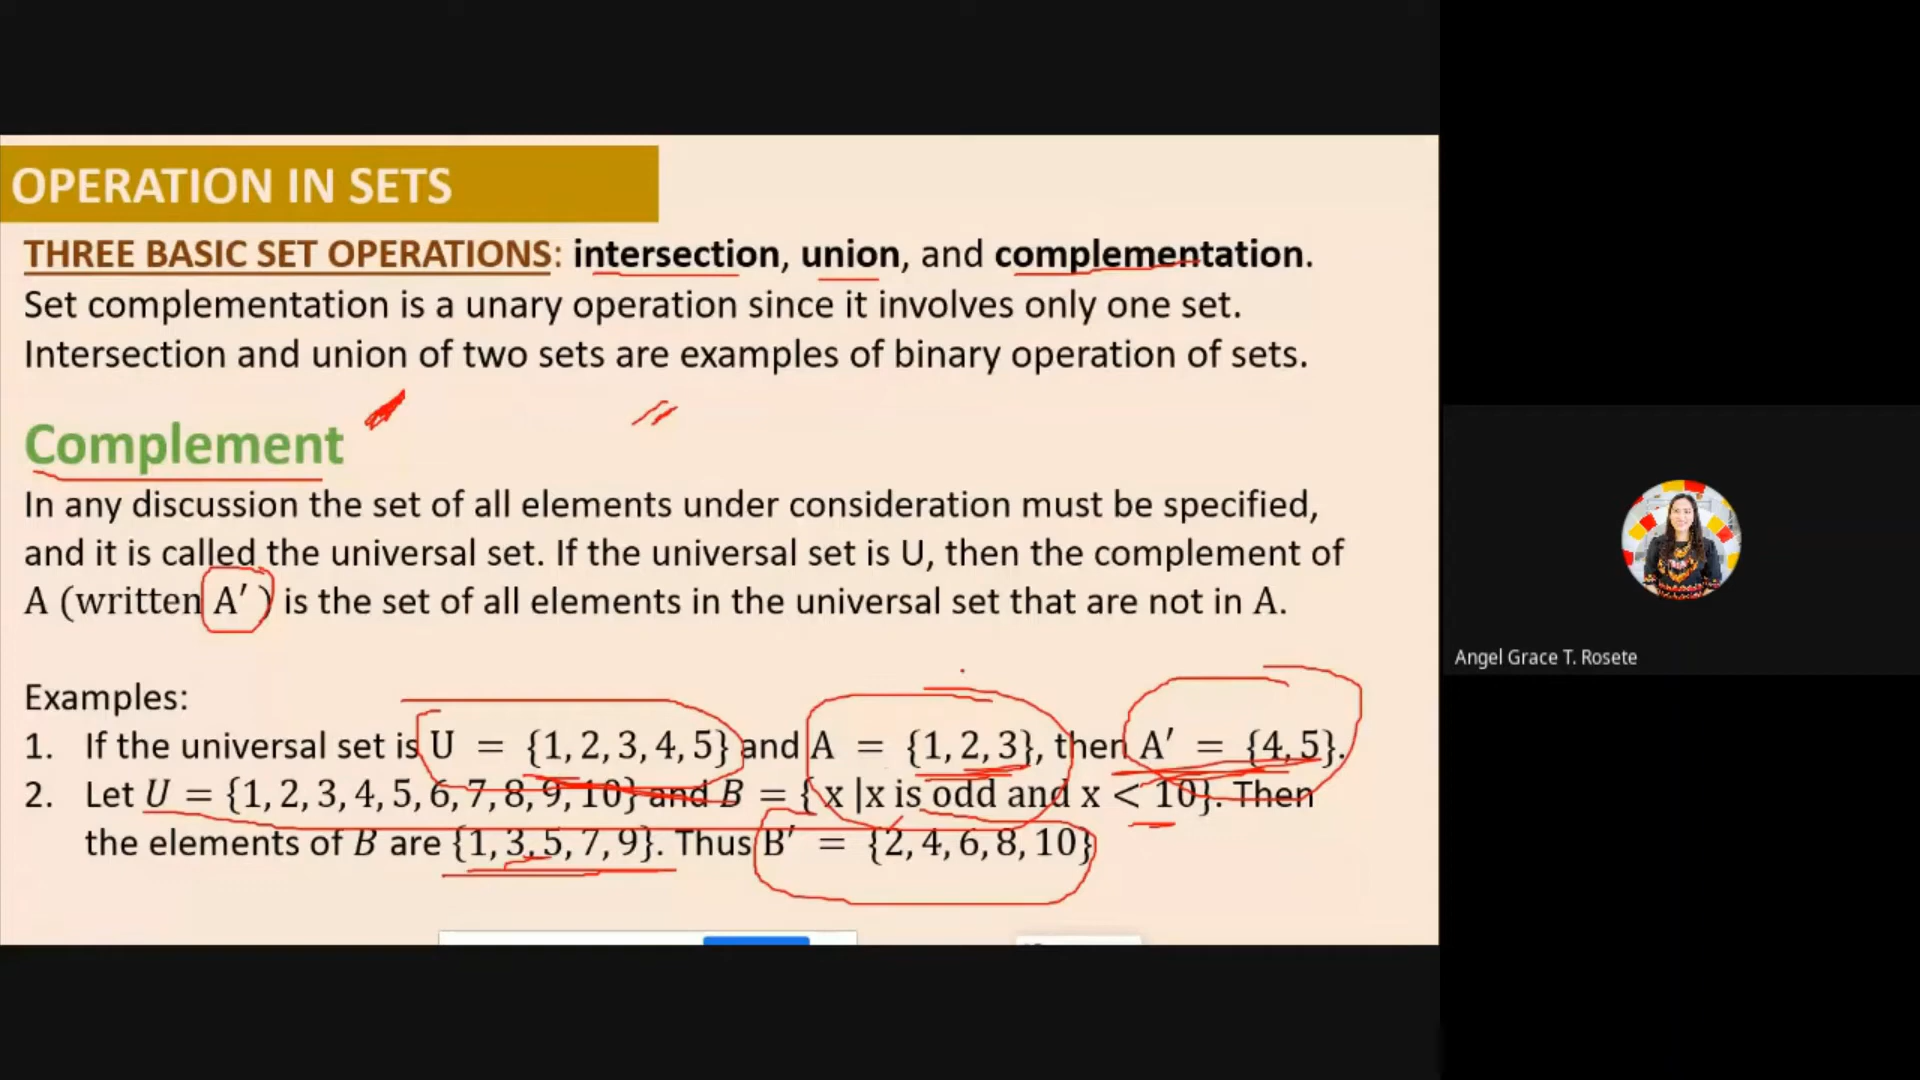 OPERATION IN SETS
THREE BASIC SET OPERATIONS: intersection, union, and complementation.
Set complementation is a unary operation since it involves only one set.
Intersection and union of two sets are examples of binary operation of sets.
Complement
In any discussion the set of all elements under consideration must be specified,
and it is called the universal set. If the universal set is U, then the complement of
A (written A′ ) is the set of all elements in the universal set that are not in A.
Examples:
1. If the universal set is U = {1, 2, 3, 4, 5} and A = {1, 2, 3}, then A′ = {4, 5}.
2. Let U = {1, 2, 3, 4, 5, 6, 7, 8, 9, 10} and B = { x |x is odd and x < 10}. Then
the elements of B are {1, 3, 5, 7, 9}. Thus B′ = {2, 4, 6, 8, 10}
Angel Grace T. Rosete